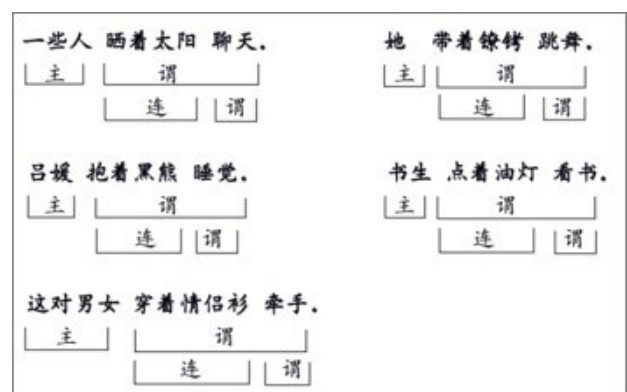 一些人 晒着太阳 聊天.
主 谓
连 谓
她 带着镣铐 跳舞.
主 谓
连 谓
吕媛 抱着黑熊 睡觉.
主 谓
连 谓
书生 点着油灯 看书.
主 谓
连 谓
这对男女 穿着情侣衫 牵手.
主 谓
连 谓